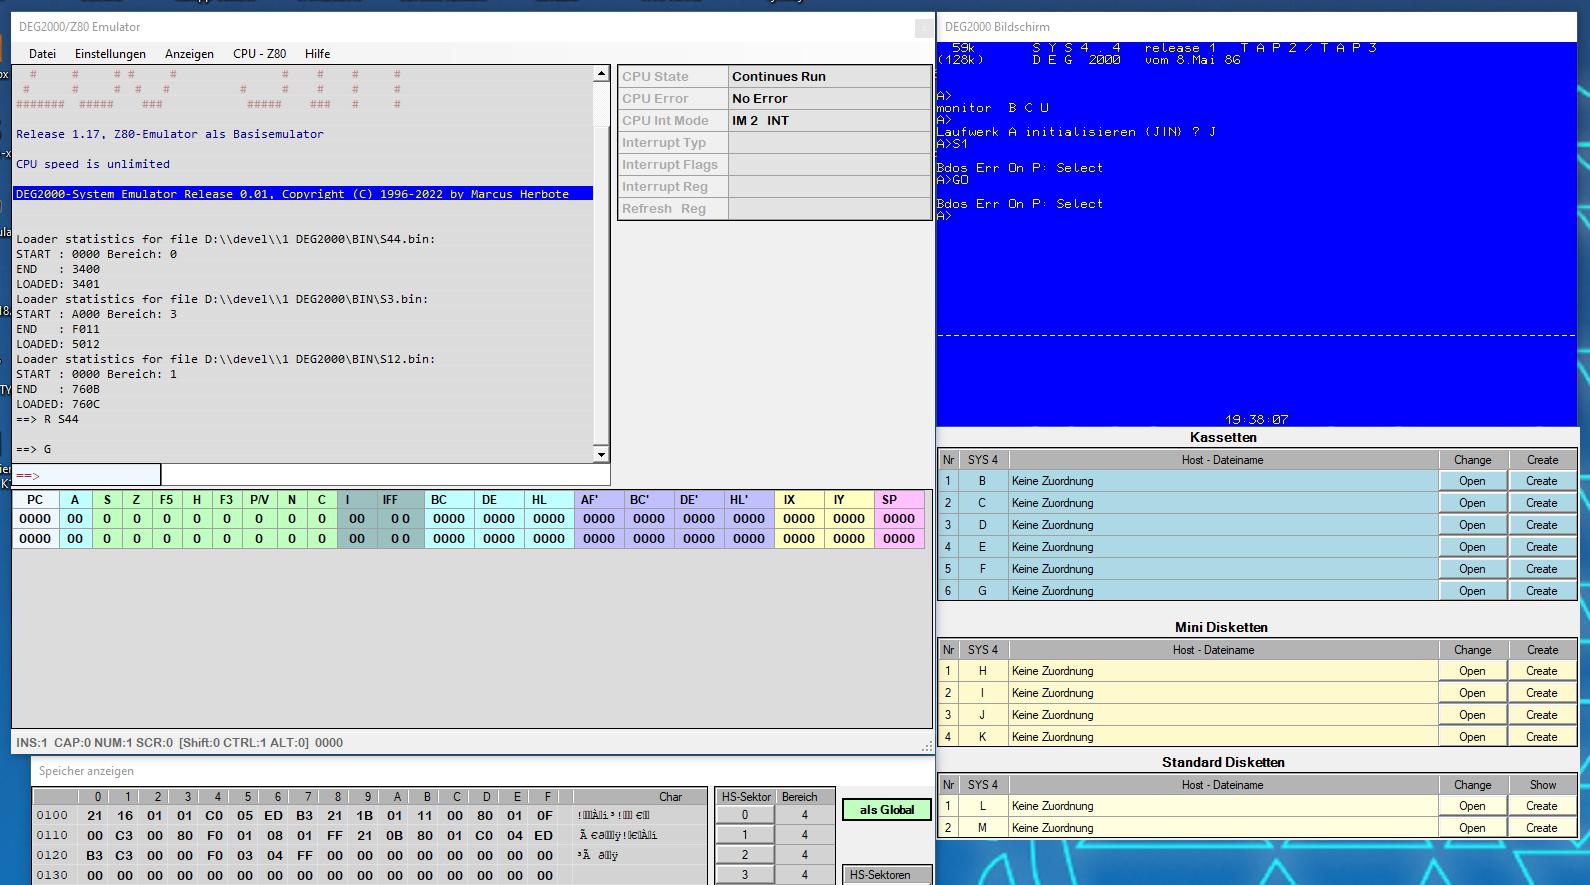 DEG2000/Z80 Emulator
Datei Einstellungen Anzeigen CPU - Z80 Hilfe
Release 1.17, Z80-Emulator als Basisemulator
CPU speed is unlimited
DEG2000-System Emulator Release 0.01, Copyright (C) 1996-2022 by Marcus Herbote
Loader statistics for file D:\\devel\\1 DEG2000\BIN\S44.bin:
START : 0000 Bereich: 0
END : 3400
LOADED: 3401
Loader statistics for file D:\\devel\\1 DEG2000\BIN\S3.bin:
START : A000 Bereich: 3
END : F011
LOADED: 5012
Loader statistics for file D:\\devel\\1 DEG2000\BIN\S12.bin:
START : 0000 Bereich: 1
END : 760B
LOADED: 760C
==> R S44
==> G
==>
CPU State Continues Run
CPU Error No Error
CPU Int Mode IM 2 INT
Interrupt Typ
Interrupt Flags
Interrupt Reg
Refresh Reg
PC A S Z F5 H F3 P/V N C I IFF BC DE HL AF' BC' DE' HL' IX IY SP
0000 00 0 0 0 0 0 0 0 0 00 0 0 0000 0000 0000 0000 0000 0000 0000 0000 0000 0000
0000 00 0 0 0 0 0 0 0 0 00 0 0 0000 0000 0000 0000 0000 0000 0000 0000 0000 0000
INS:1 CAP:0 NUM:1 SCR:0 [Shift:0 CTRL:1 ALT:0] 0000
Speicher anzeigen
0 1 2 3 4 5 6 7 8 9 A B C D E F Char
0100 21 16 01 01 C0 05 ED B3 21 1B 01 11 00 80 01 0F
0110 00 C3 00 80 F0 01 08 01 FF 21 0B 80 01 C0 04 ED
0120 B3 C3 00 00 F0 03 04 FF 00 00 00 00 00 00 00 00
0130 00 00 00 00 00 00 00 00 00 00 00 00 00 00 00 00
HS-Sektor Bereich
0 4
1 4
2 4
3 4
als Global
HS-Sektoren
DEG2000 Bildschirm
59k SYS4.4 release 1 TAP2/TAP3
(128k) DEG 2000 vom 8.Mai 86
A>
monitor B C U
A>
Laufwerk A initialisieren (J/N) ? J
A>S1
Bdos Err On P: Select
A>GO
Bdos Err On P: Select
A>
19:38:07
Kassetten
Nr SYS 4 Host - Dateiname Change Create
1 B Keine Zuordnung Open Create
2 C Keine Zuordnung Open Create
3 D Keine Zuordnung Open Create
4 E Keine Zuordnung Open Create
5 F Keine Zuordnung Open Create
6 G Keine Zuordnung Open Create
Mini Disketten
Nr SYS 4 Host - Dateiname Change Create
1 H Keine Zuordnung Open Create
2 I Keine Zuordnung Open Create
3 J Keine Zuordnung Open Create
4 K Keine Zuordnung Open Create
Standard Disketten
Nr SYS 4 Host - Dateiname Change Show
1 L Keine Zuordnung Open Create
2 M Keine Zuordnung Open Create